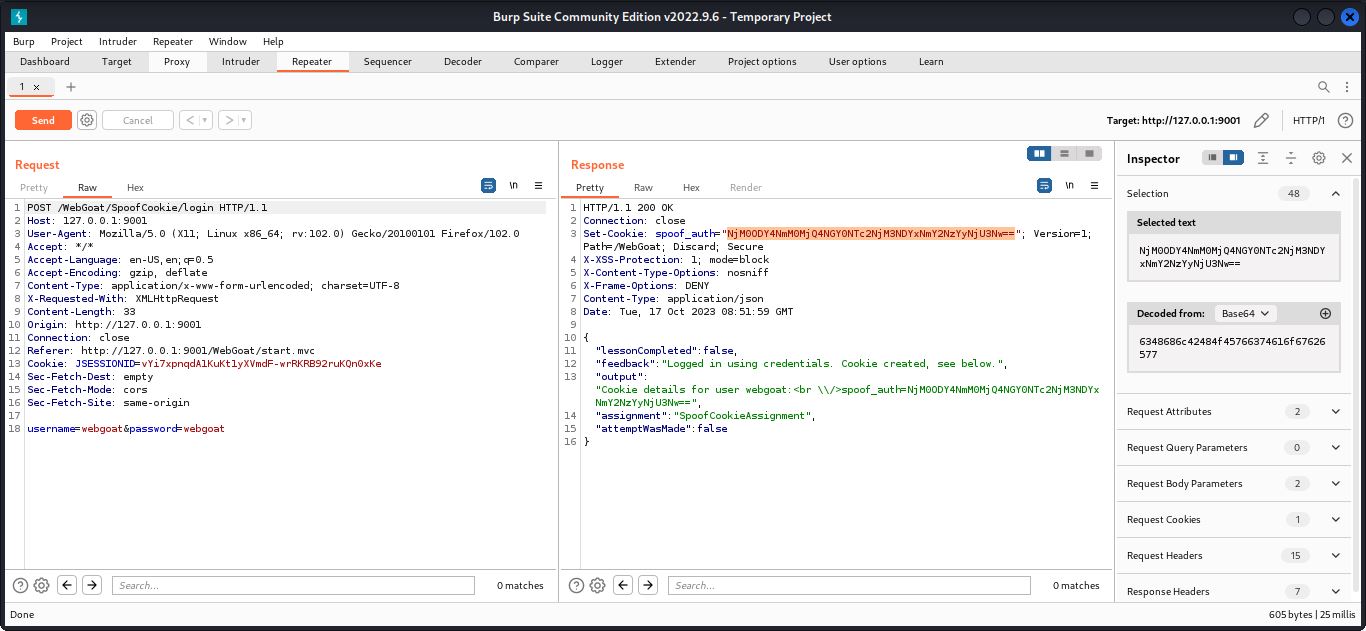 Burp Suite Community Edition v2022.9.6 - Temporary Project
Burp Project Intruder Repeater Window Help
Dashboard Target Proxy Intruder Repeater Sequencer Decoder Comparer Logger Extender Project options User options Learn
1 × +
Send Cancel < > Target: http://127.0.0.1:9001 HTTP/1 ?
Request
Pretty Raw Hex \n
1 POST /WebGoat/SpoofCookie/login HTTP/1.1
2 Host: 127.0.0.1:9001
3 User-Agent: Mozilla/5.0 (X11; Linux x86_64; rv:102.0) Gecko/20100101 Firefox/102.0
4 Accept: */*
5 Accept-Language: en-US,en;q=0.5
6 Accept-Encoding: gzip, deflate
7 Content-Type: application/x-www-form-urlencoded; charset=UTF-8
8 X-Requested-With: XMLHttpRequest
9 Content-Length: 33
10 Origin: http://127.0.0.1:9001
11 Connection: close
12 Referer: http://127.0.0.1:9001/WebGoat/start.mvc
13 Cookie: JSESSIONID=vYi7xpnqdA1KuKt1yXVmdF-wrRKRB92ruKQn0xKe
14 Sec-Fetch-Dest: empty
15 Sec-Fetch-Mode: cors
16 Sec-Fetch-Site: same-origin
17
18 username=webgoat&password=webgoat
Search... 0 matches
Response
Pretty Raw Hex Render \n
1 HTTP/1.1 200 OK
2 Connection: close
3 Set-Cookie: spoof_auth="NjM0ODY4NmM0MjQ4NGY0NTc2NjM3NDYxNmY2NzYyNjU3Nw=="; Version=1;
Path=/WebGoat; Discard; Secure
4 X-XSS-Protection: 1; mode=block
5 X-Content-Type-Options: nosniff
6 X-Frame-Options: DENY
7 Content-Type: application/json
8 Date: Tue, 17 Oct 2023 08:51:59 GMT
9
10 {
11 "lessonCompleted":false,
12 "feedback":"Logged in using credentials. Cookie created, see below.",
13 "output":
"Cookie details for user webgoat:<br \\/>spoof_auth=NjM0ODY4NmM0MjQ4NGY0NTc2NjM3NDYx
NmY2NzYyNjU3Nw==",
14 "assignment":"SpoofCookieAssignment",
15 "attemptWasMade":false
16 }
Search... 0 matches
Inspector
Selection 48
Selected text
NjM0ODY4NmM0MjQ4NGY0NTc2NjM3NDY
xNmY2NzYyNjU3Nw==
Decoded from: Base64
6348686c42484f45766374616f67626
577
Request Attributes 2
Request Query Parameters 0
Request Body Parameters 2
Request Cookies 1
Request Headers 15
Response Headers 7
Done 605 bytes | 25 millis